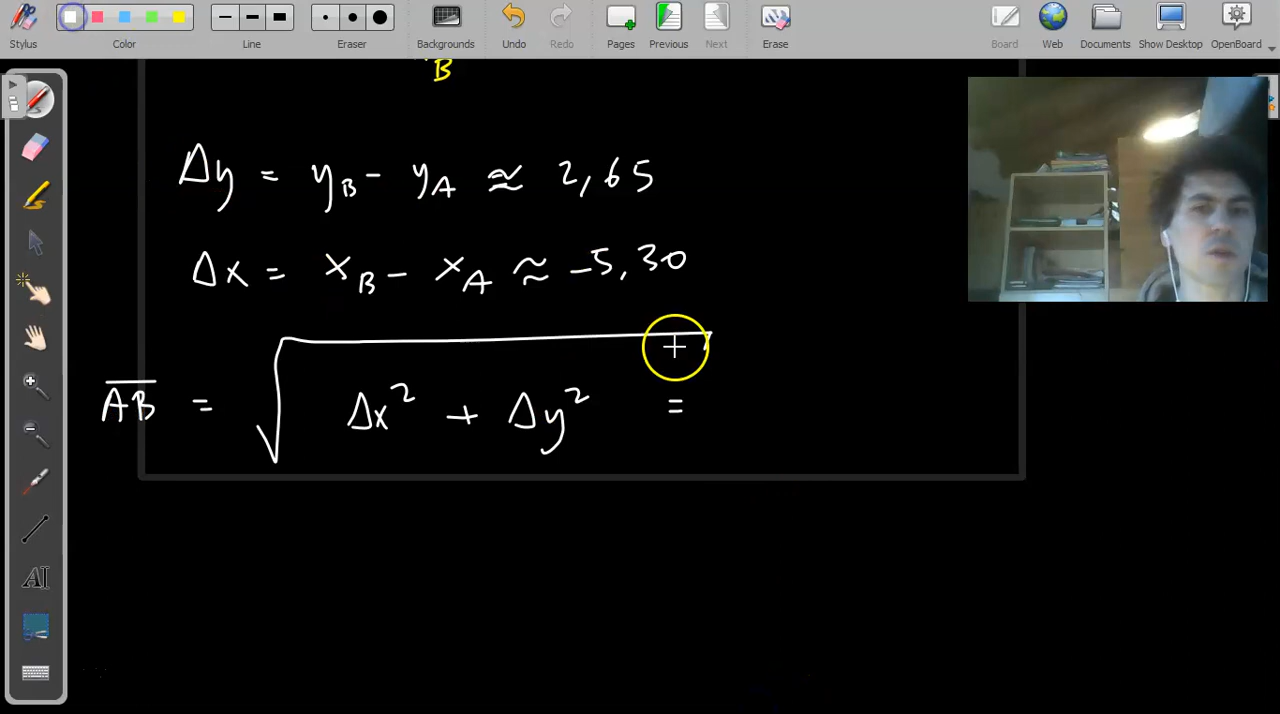 Stylus Color Line Eraser Backgrounds Undo Redo Pages Previous Next Erase Board Web Documents Show Desktop OpenBoard
B
Δy = yB - yA ≈ 2,65
Δx = xB - xA ≈ -5,30
AB = √ Δx² + Δy² =
AI